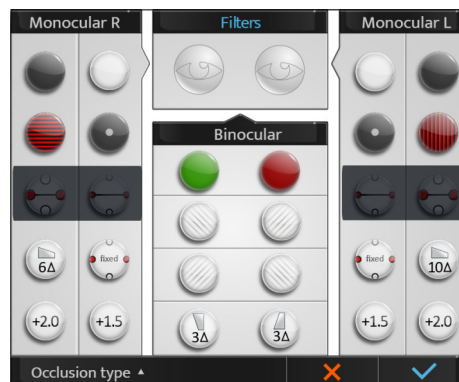 Monocular R
Filters
Monocular L
Binocular
6Δ
fixed
fixed
10Δ
+2.0
+1.5
3Δ
3Δ
+1.5
+2.0
Occlusion type